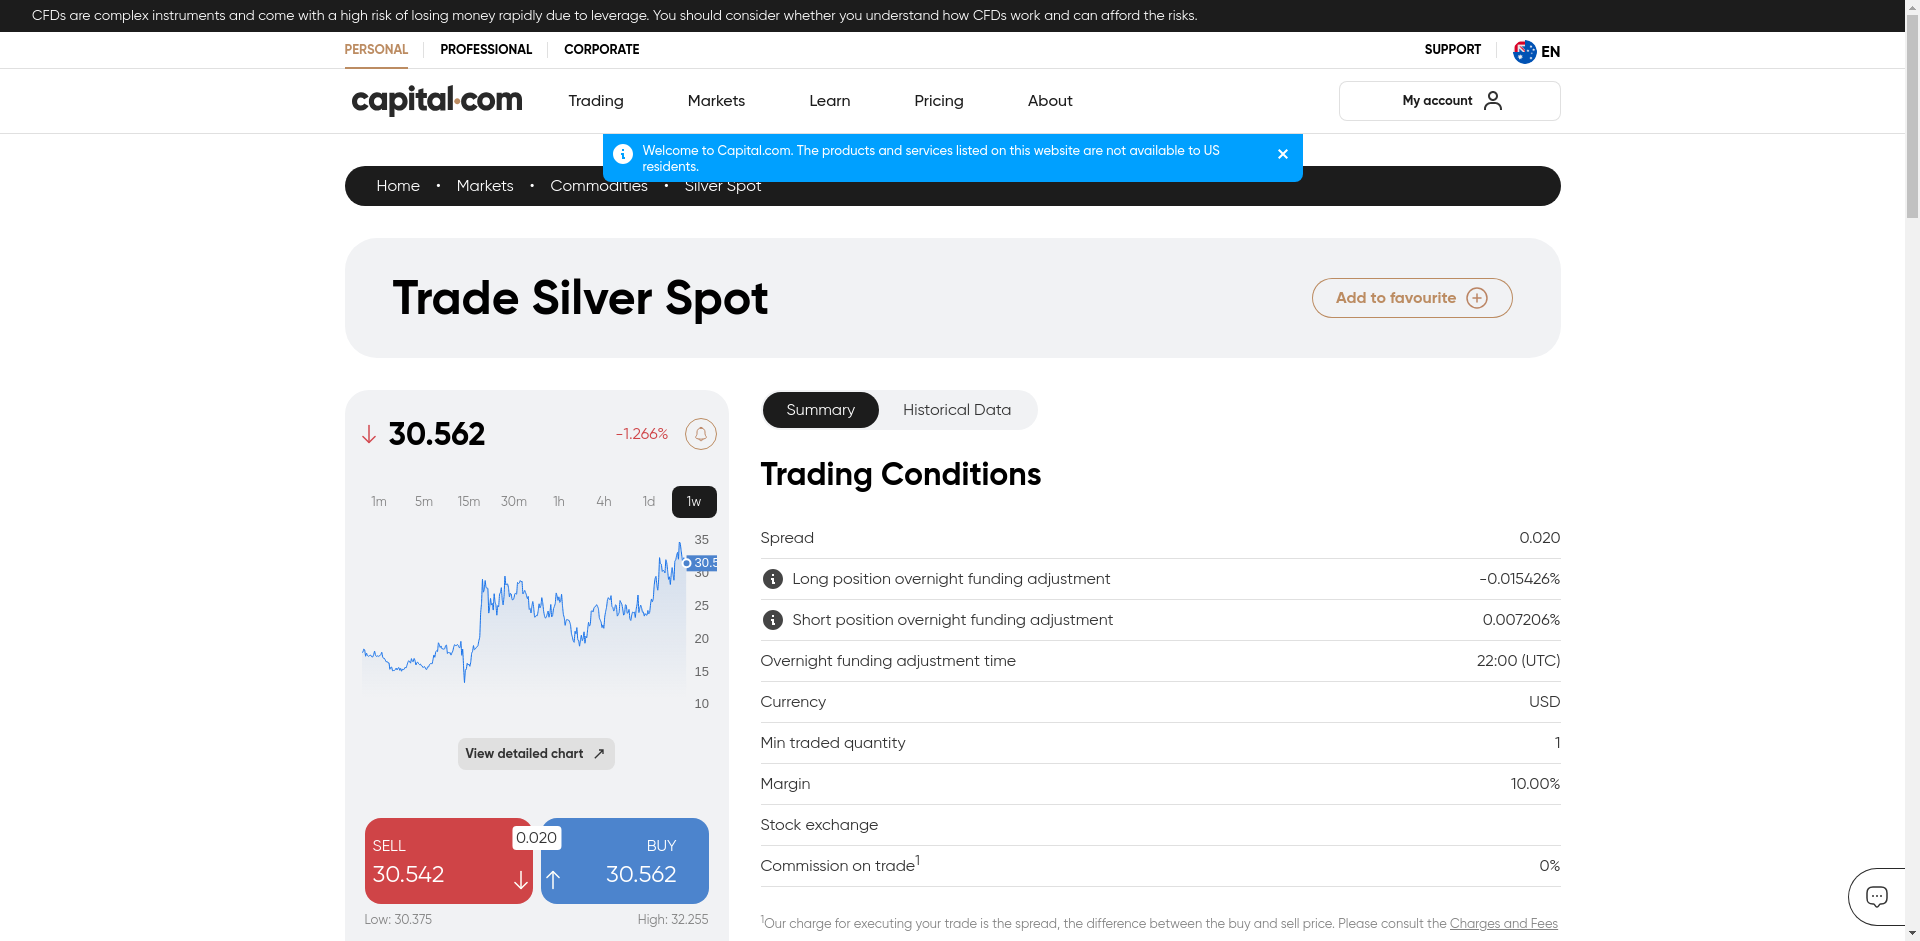 CFDs are complex instruments and come with a high risk of losing money rapidly due to leverage. You should consider whether you understand how CFDs work and can afford the risks.
PERSONAL PROFESSIONAL CORPORATE SUPPORT EN
capital.com Trading Markets Learn Pricing About My account
Welcome to Capital.com. The products and services listed on this website are not available to US
residents.
Home • Markets • Commodities • Silver Spot
Trade Silver Spot
Add to favourite
30.562 -1.266%
1m 5m 15m 30m 1h 4h 1d 1w
35
30.5
30
25
20
15
10
View detailed chart
SELL
30.542
0.020
BUY
30.562
Low: 30.375 High: 32.255
Summary Historical Data
Trading Conditions
Spread 0.020
Long position overnight funding adjustment -0.015426%
Short position overnight funding adjustment 0.007206%
Overnight funding adjustment time 22:00 (UTC)
Currency USD
Min traded quantity 1
Margin 10.00%
Stock exchange
Commission on trade1 0%
1Our charge for executing your trade is the spread, the difference between the buy and sell price. Please consult the Charges and Fees